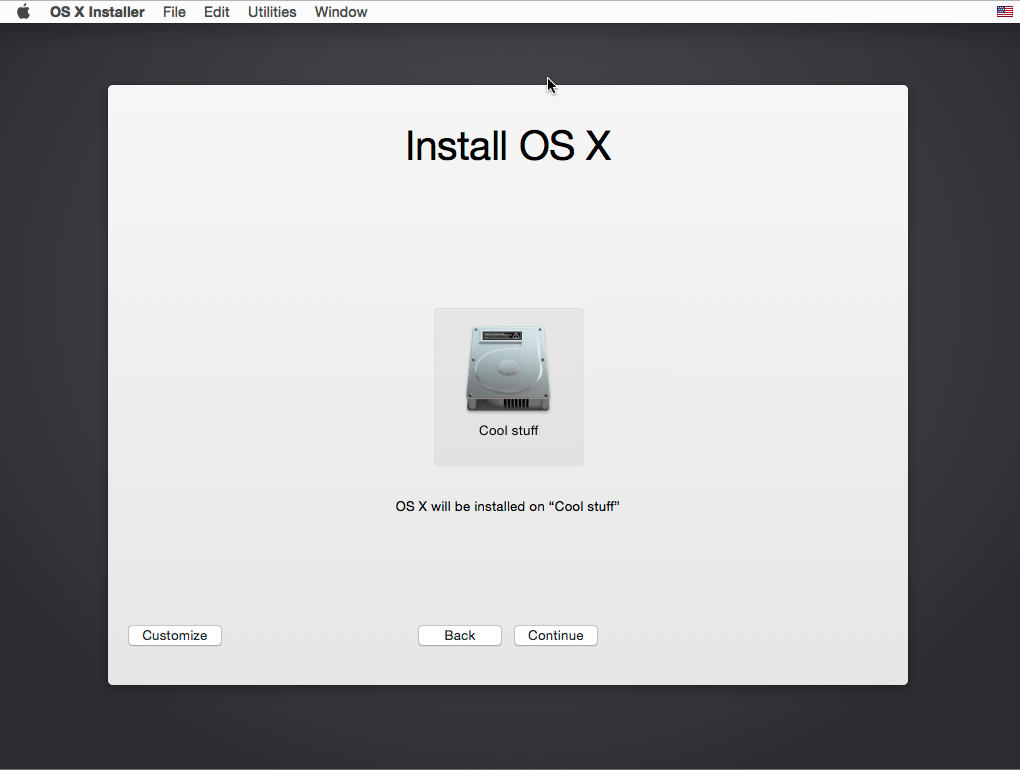 OS X Installer File Edit Utilities Window
Install OS X
Cool stuff
OS X will be installed on “Cool stuff”
Customize Back Continue